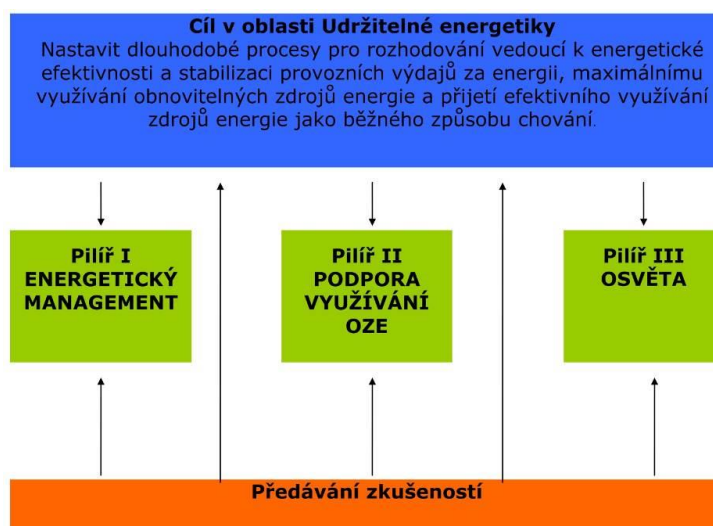 Cíl v oblasti Udržitelné energetiky
Nastavit dlouhodobé procesy pro rozhodování vedoucí k energetické
efektivnosti a stabilizaci provozních výdajů za energii, maximálnímu
využívání obnovitelných zdrojů energie a přijetí efektivního využívání
zdrojů energie jako běžného způsobu chování.
Pilíř I
ENERGETICKÝ
MANAGEMENT
Pilíř II
PODPORA
VYUŽÍVÁNÍ
OZE
Pilíř III
OSVĚTA
Předávání zkušeností